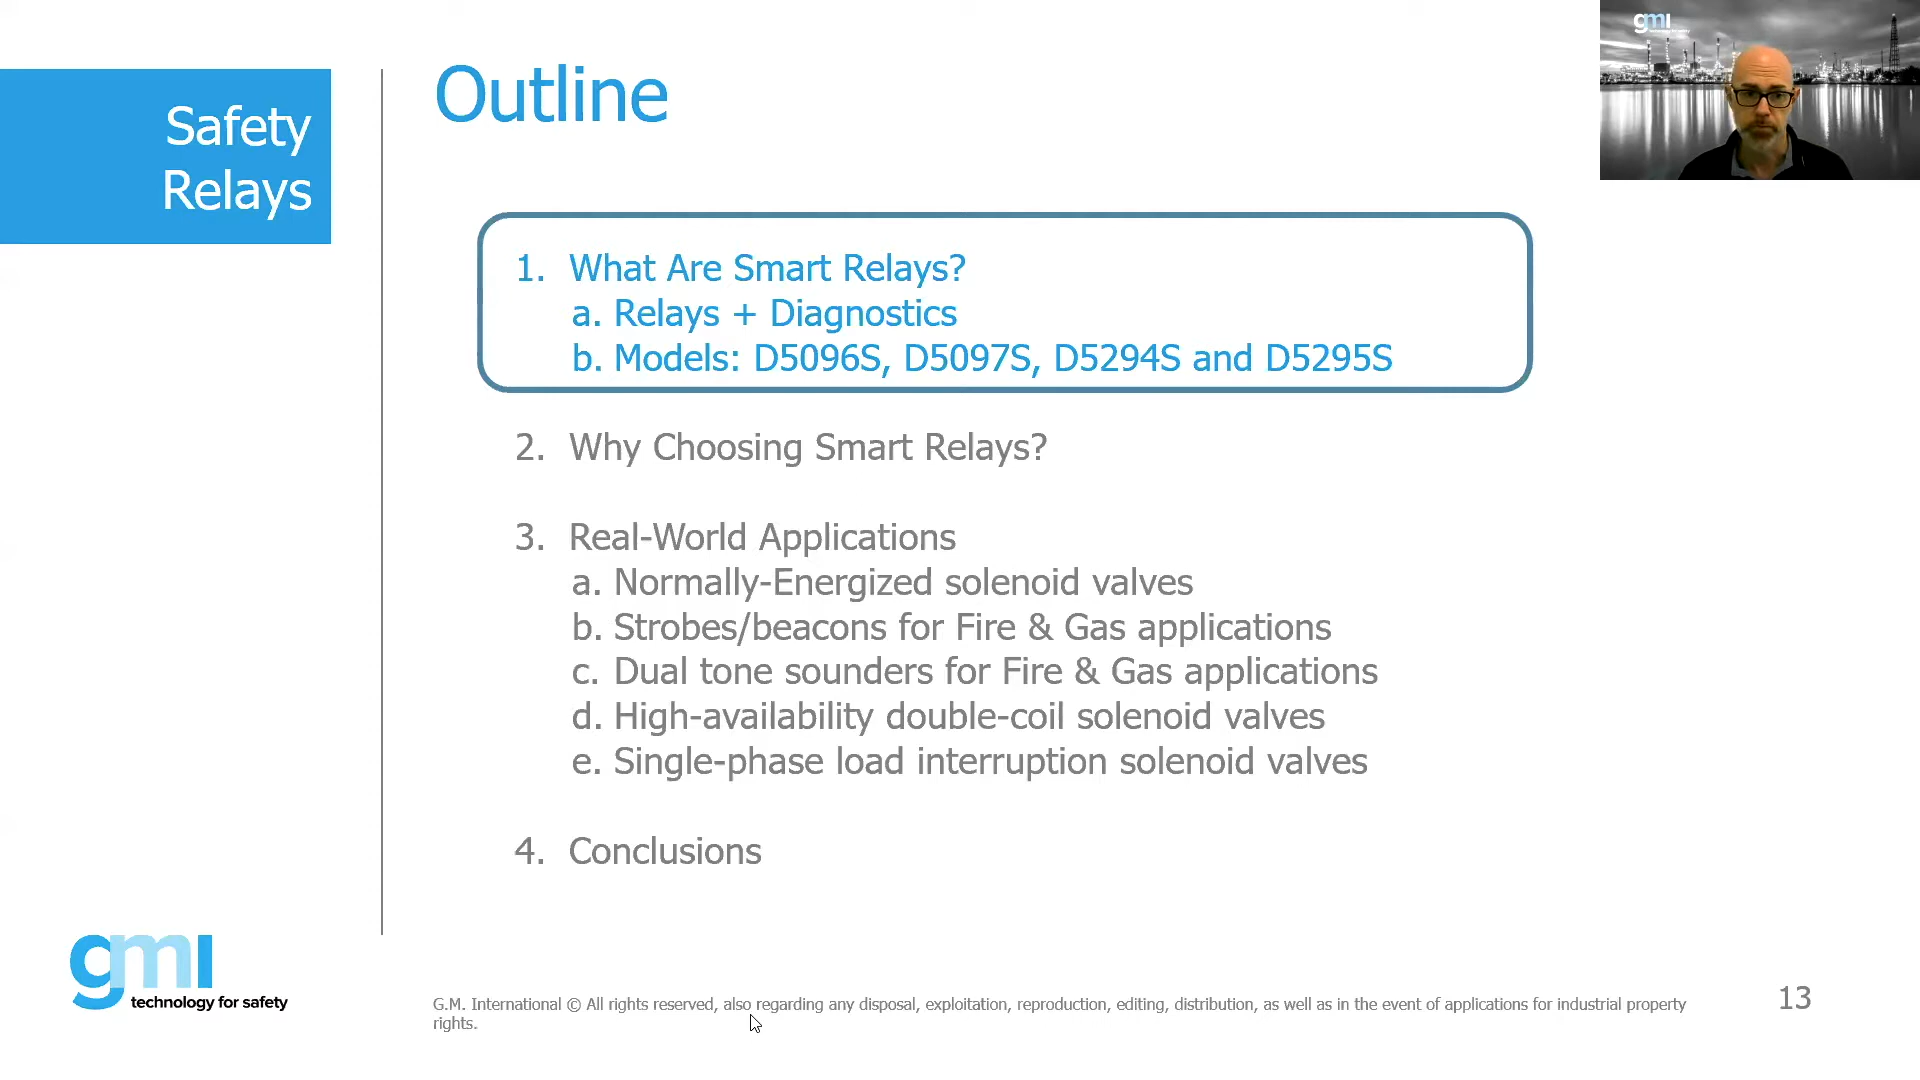 Safety
Relays
Outline
1. What Are Smart Relays?
a. Relays + Diagnostics
b. Models: D5096S, D5097S, D5294S and D5295S
2. Why Choosing Smart Relays?
3. Real-World Applications
a. Normally-Energized solenoid valves
b. Strobes/beacons for Fire & Gas applications
c. Dual tone sounders for Fire & Gas applications
d. High-availability double-coil solenoid valves
e. Single-phase load interruption solenoid valves
4. Conclusions
gmi
technology for safety
G.M. International © All rights reserved, also regarding any disposal, exploitation, reproduction, editing, distribution, as well as in the event of applications for industrial property
rights.
13
gmi